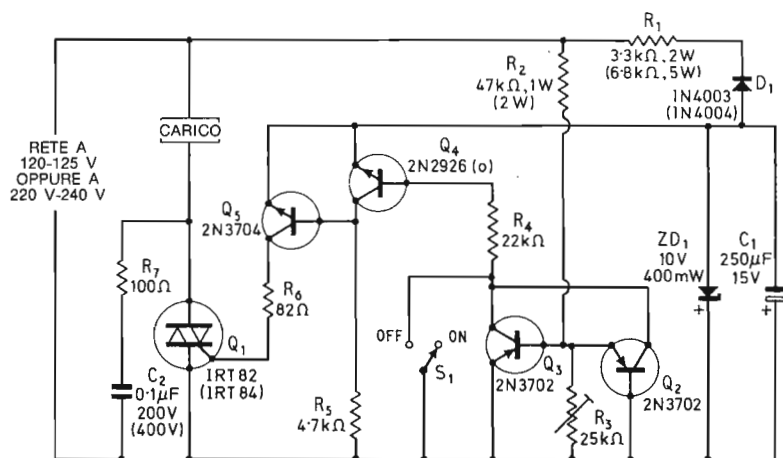 R1
3·3kΩ,2W
(6·8kΩ,5W)
R2
47kΩ,1W
(2W)
D1
1N4003
(1N4004)
CARICO
RETE A
120-125 V
OPPURE A
220 V-240 V
Q4
2N2926 (o)
Q5
2N3704
R4
22kΩ
ZD1
10V
400mW
+
C1
250µF
15V
+
R7
100Ω
R6
82Ω
OFF
ON
S1
Q3
2N3702
Q2
2N3702
Q1
IRT82
(IRT84)
C2
0·1µF
200V
(400V)
R5
4·7kΩ
R3
25kΩ